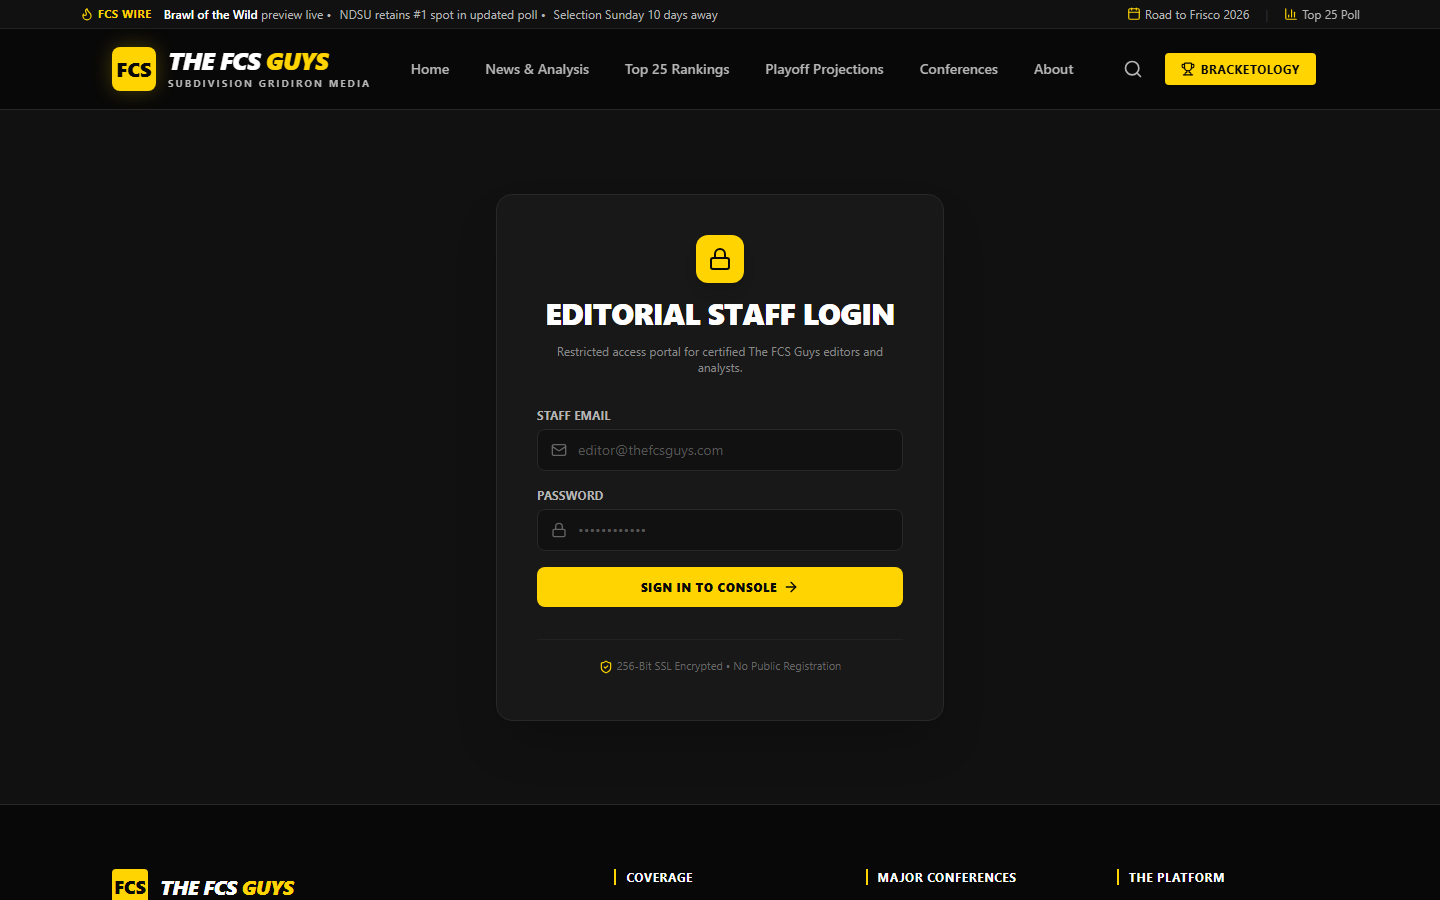 FCS WIRE Brawl of the Wild preview live • NDSU retains #1 spot in updated poll • Selection Sunday 10 days away Road to Frisco 2026 | Top 25 Poll
FCS THE FCS GUYS
SUBDIVISION GRIDIRON MEDIA
Home News & Analysis Top 25 Rankings Playoff Projections Conferences About BRACKETOLOGY
EDITORIAL STAFF LOGIN
Restricted access portal for certified The FCS Guys editors and
analysts.
STAFF EMAIL
editor@thefcsguys.com
PASSWORD
••••••••••••
SIGN IN TO CONSOLE →
256-Bit SSL Encrypted • No Public Registration
FCS THE FCS GUYS
COVERAGE
MAJOR CONFERENCES
THE PLATFORM